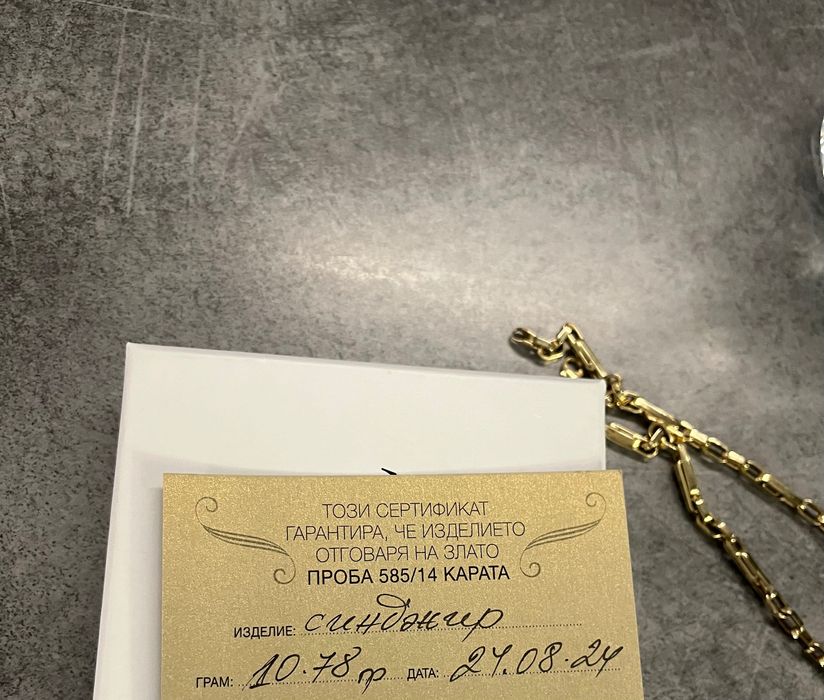 ТОЗИ СЕРТИФИКАТ
ГАРАНТИРА, ЧЕ ИЗДЕЛИЕТО
ОТГОВАРЯ НА ЗЛАТО
ПРОБА 585/14 КАРАТА
ИЗДЕЛИЕ: синджир
ГРАМ: 10.78 гр ДАТА: 27.08.24